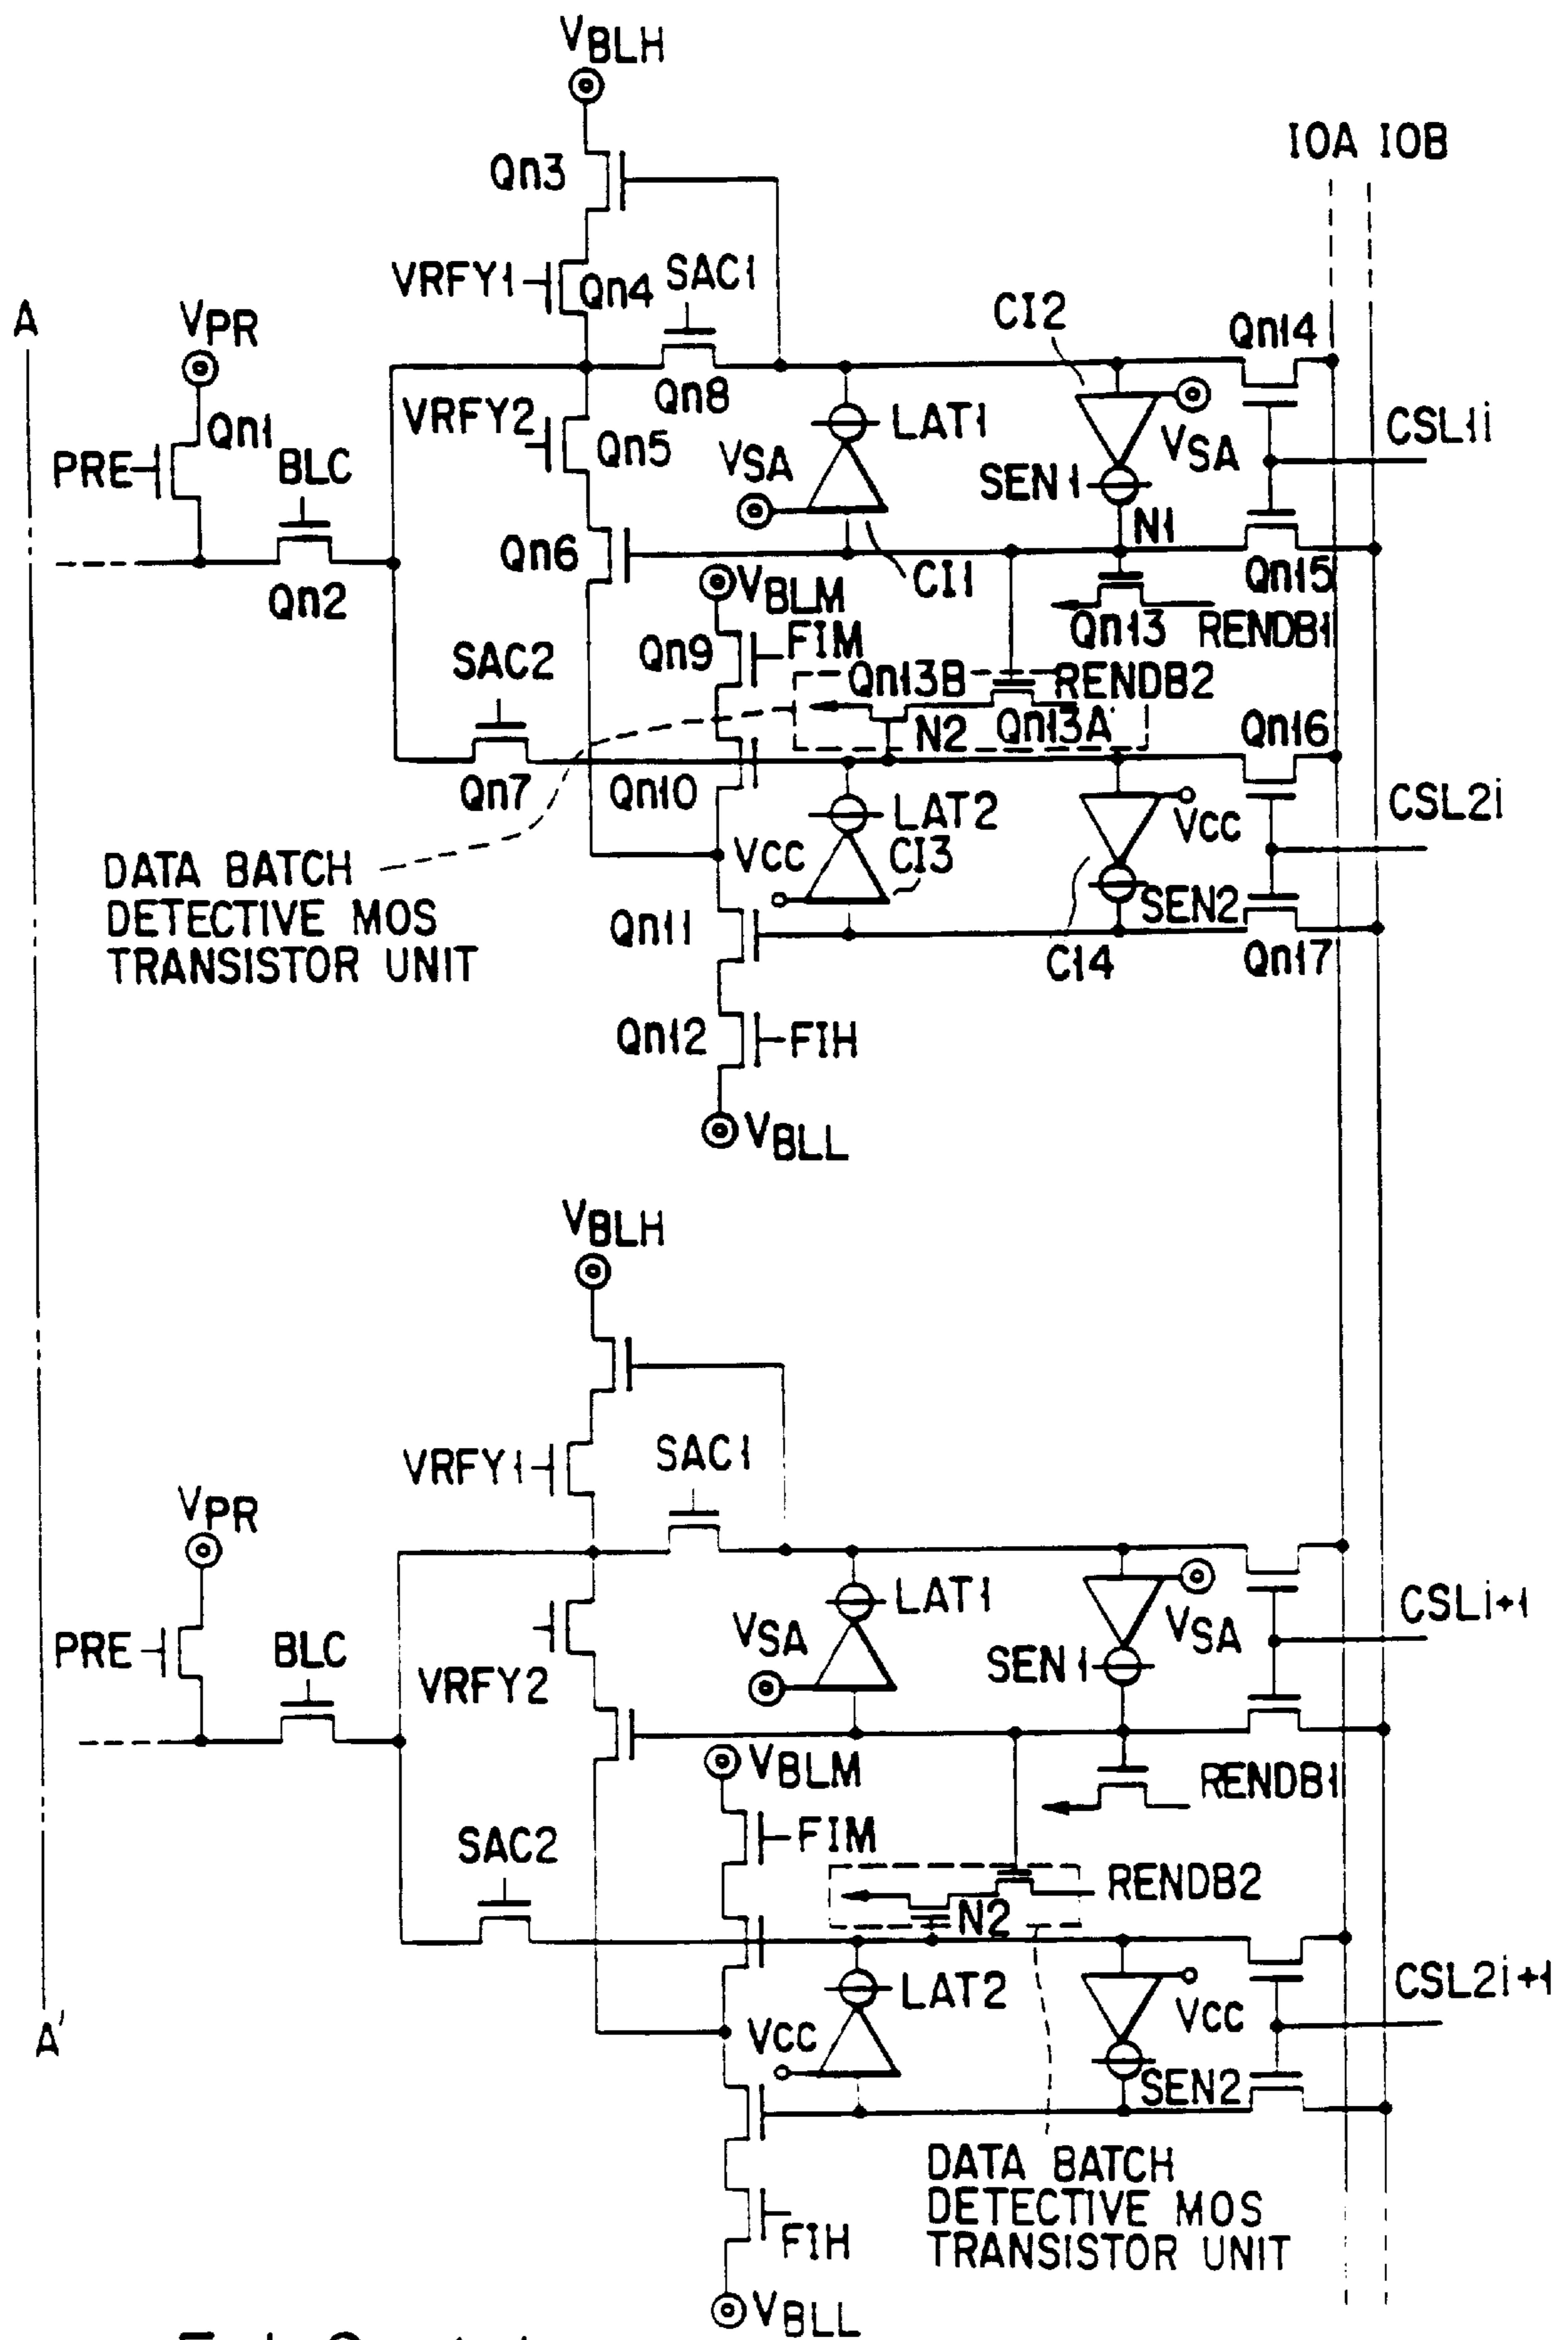 VBLH
IOA IOB
Qn3
VRFY1
Qn4
SAC1
CI2
Qn14
A
VPR
Qn1
PRE
BLC
Qn2
VRFY2
Qn5
Qn8
LAT1
VSA
CSL1i
VSA
SEN1
Qn6
N1
CI1
Qn15
VBLM
Qn13
RENDB1
Qn9
FIM
SAC2
Qn13B
RENDB2
N2
Qn13A
Qn16
Qn7
Qn10
LAT2
CSL2i
VCC
CI3
VCC
DATA BATCH
DETECTIVE MOS
TRANSISTOR UNIT
Qn11
SEN2
CI4
Qn17
Qn12
FIH
VBLL
VBLH
VRFY1
SAC1
VPR
LAT1
CSLi+1
VSA
VSA
PRE
BLC
VRFY2
SEN1
VBLM
RENDB1
FIM
SAC2
RENDB2
N2
LAT2
CSL2i+1
VCC
VCC
A'
SEN2
DATA BATCH
DETECTIVE MOS
TRANSISTOR UNIT
FIH
VBLL